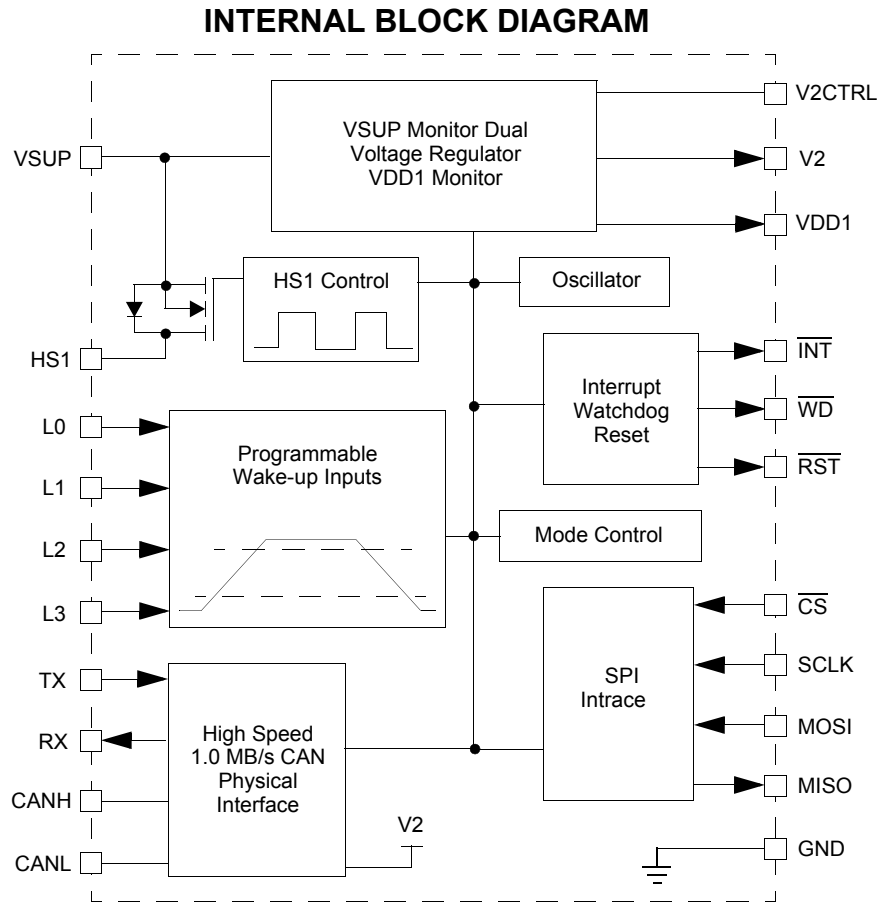 INTERNAL BLOCK DIAGRAM
VSUP Monitor Dual
Voltage Regulator
VDD1 Monitor
V2CTRL
V2
VDD1
VSUP
HS1 Control
Oscillator
HS1
INT
WD
RST
Interrupt
Watchdog
Reset
L0
L1
L2
L3
Programmable
Wake-up Inputs
Mode Control
CS
SCLK
MOSI
MISO
SPI
Intrace
TX
RX
CANH
CANL
High Speed
1.0 MB/s CAN
Physical
Interface
V2
GND